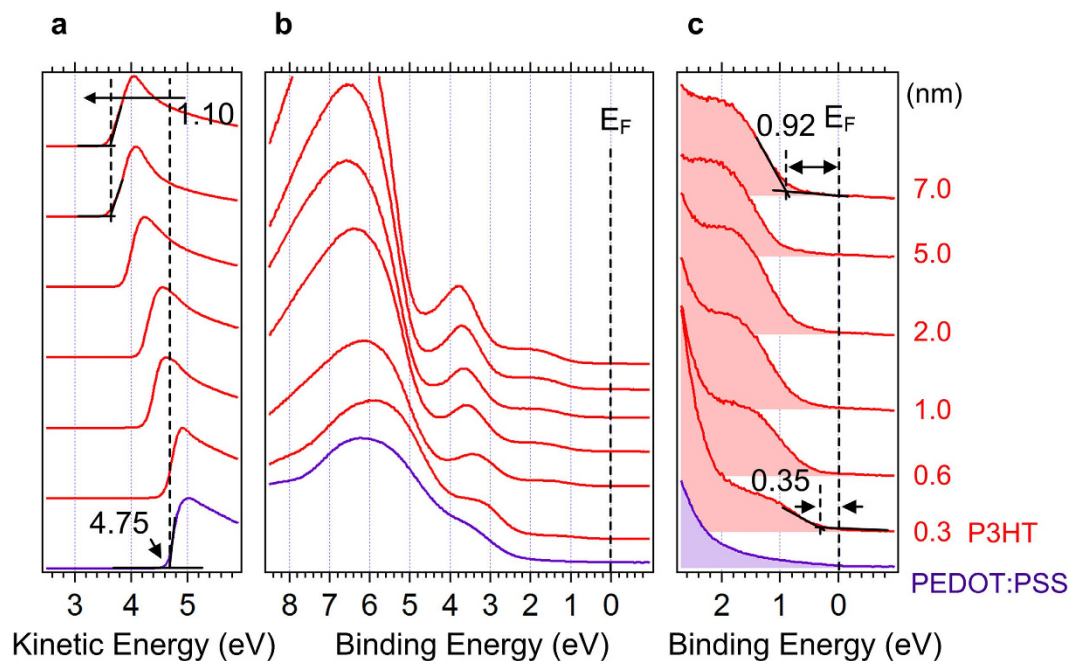 a
b
c
(nm)
1.10
E_F
0.92
E_F
7.0
5.0
2.0
1.0
0.6
0.35
0.3 P3HT
4.75
PEDOT:PSS
3 4 5
8 7 6 5 4 3 2 1 0
2 1 0
Kinetic Energy (eV)
Binding Energy (eV)
Binding Energy (eV)